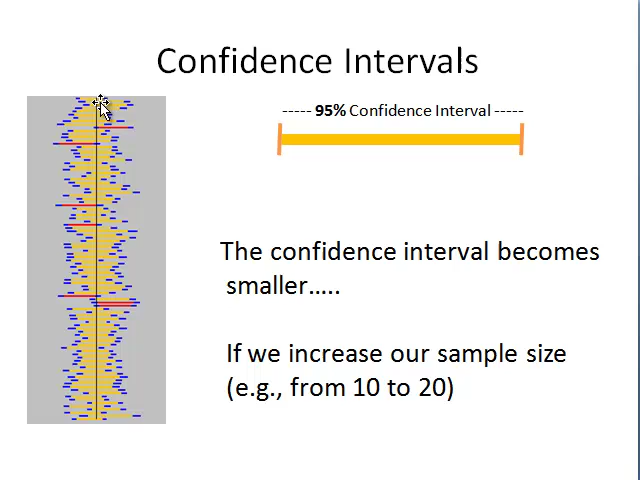 Confidence Intervals
----- 95% Confidence Interval -----
The confidence interval becomes
smaller…..
If we increase our sample size
(e.g., from 10 to 20)